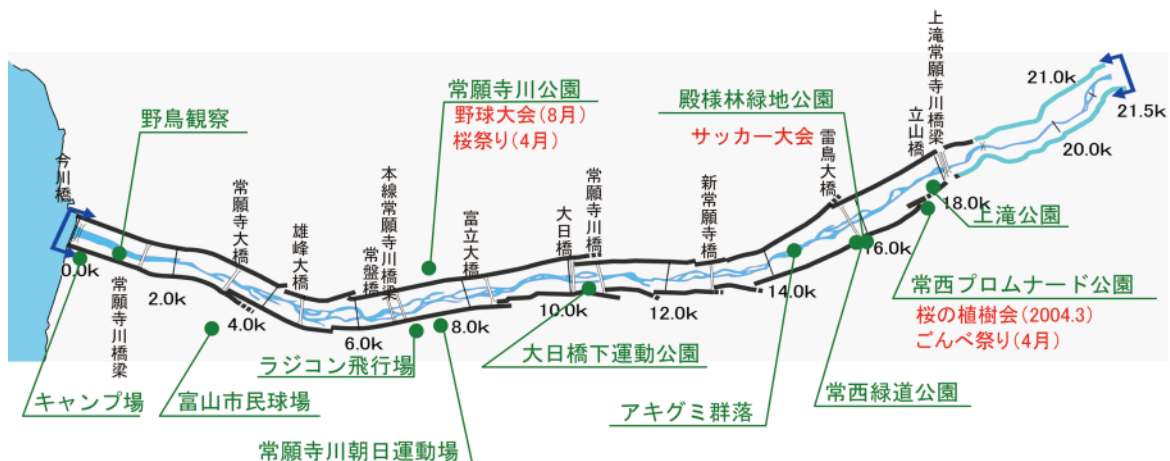 上滝常願寺川橋梁
立山橋
常願寺川公園
野球大会(8月)
桜祭り(4月)
殿様林緑地公園
サッカー大会
雷鳥大橋
21.0k
21.5k
20.0k
野鳥観察
今川橋
常願寺大橋
雄峰大橋
常盤橋
本線常願寺川橋梁
富立大橋
大日橋
常願寺川橋
新常願寺橋
18.0k
上滝公園
0.0k
常願寺川橋梁
2.0k
4.0k
6.0k
8.0k
10.0k
12.0k
14.0k
16.0k
常西プロムナード公園
桜の植樹会(2004.3)
ごんべ祭り(4月)
キャンプ場
富山市民球場
ラジコン飛行場
大日橋下運動公園
アキグミ群落
常西緑道公園
常願寺川朝日運動場